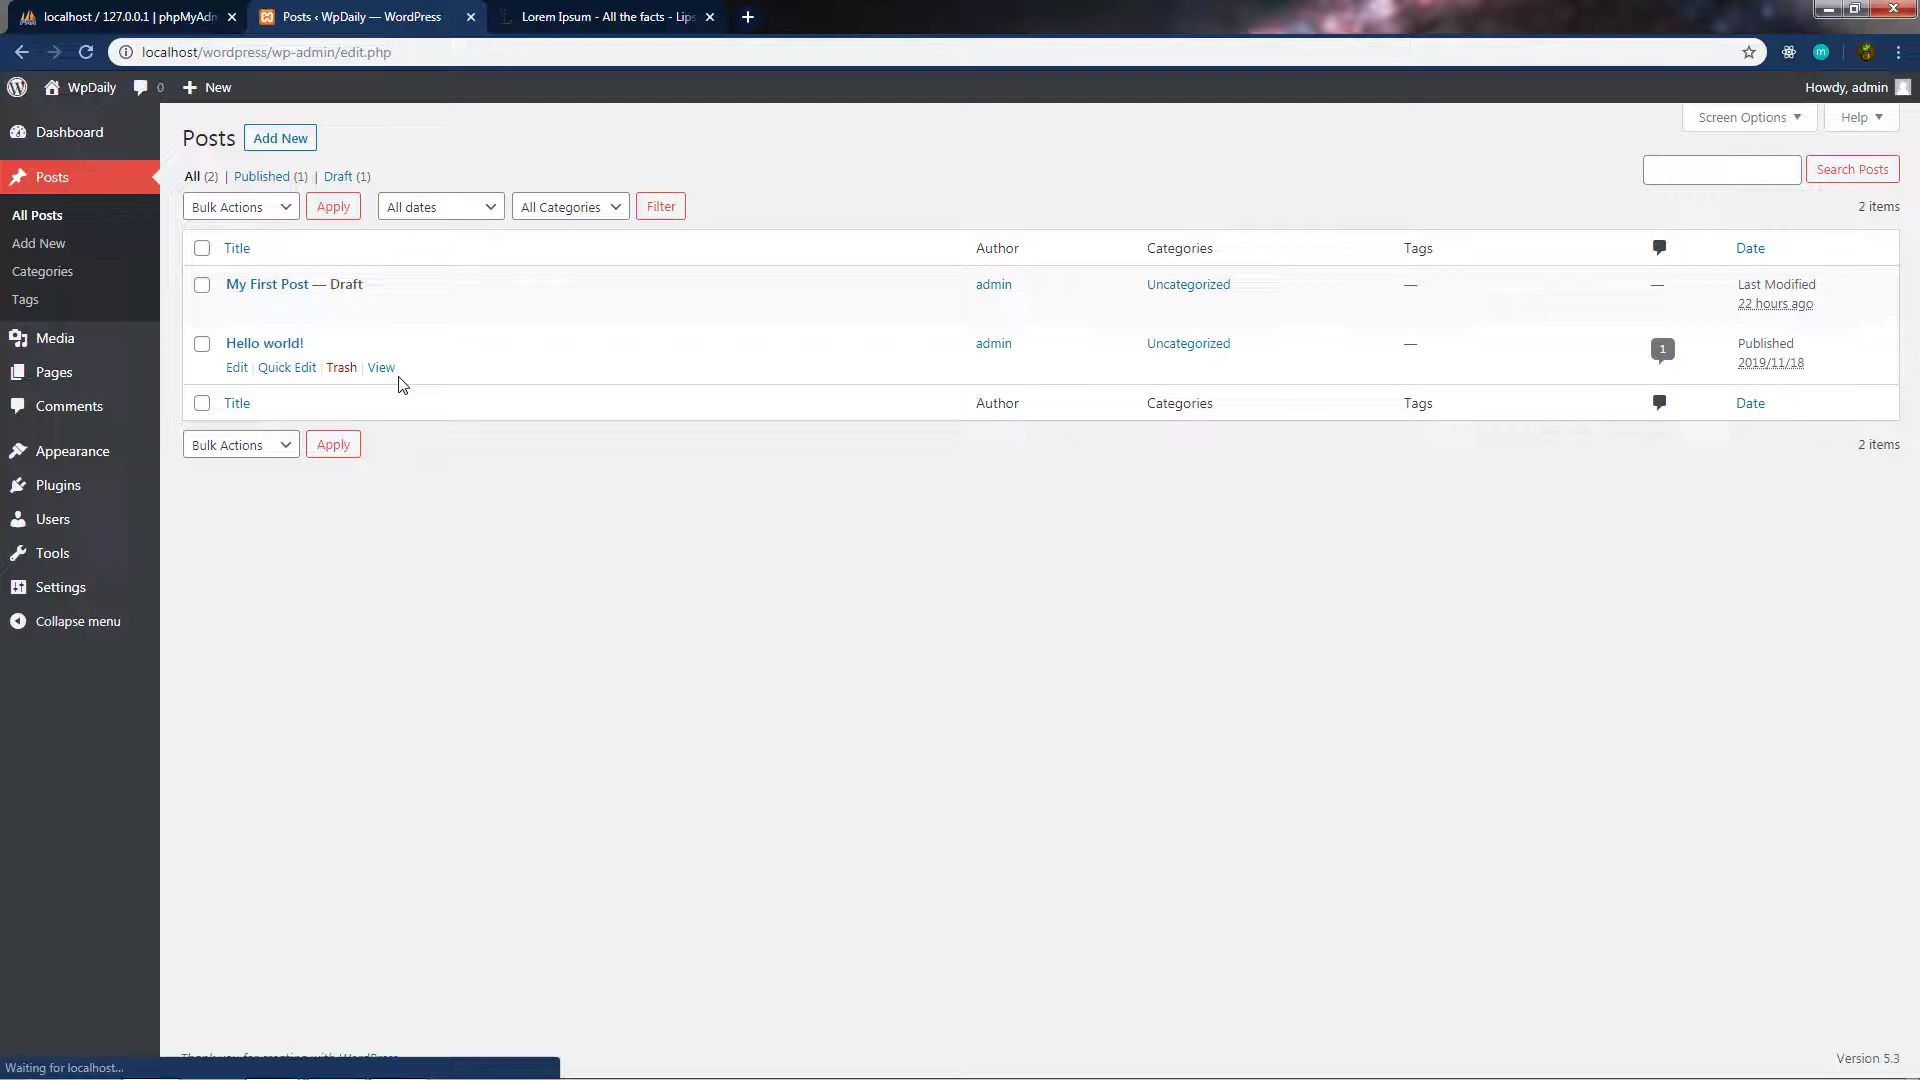 localhost / 127.0.0.1 | phpMyAdn
Posts ‹ WpDaily — WordPress
Lorem Ipsum - All the facts - Lips
localhost/wordpress/wp-admin/edit.php
WpDaily
0
New
Howdy, admin
Dashboard
Posts
All Posts
Add New
Categories
Tags
Media
Pages
Comments
Appearance
Plugins
Users
Tools
Settings
Collapse menu
Screen Options
Help
Posts
Add New
All (2) | Published (1) | Draft (1)
Search Posts
Bulk Actions
Apply
All dates
All Categories
Filter
2 items
Title Author Categories Tags Date
My First Post — Draft admin Uncategorized — — Last Modified
22 hours ago
Hello world! admin Uncategorized — 1 Published
2019/11/18
Edit | Quick Edit | Trash | View
Title Author Categories Tags Date
Bulk Actions
Apply
2 items
Thank you for creating with WordPress
Version 5.3
Waiting for localhost...
m